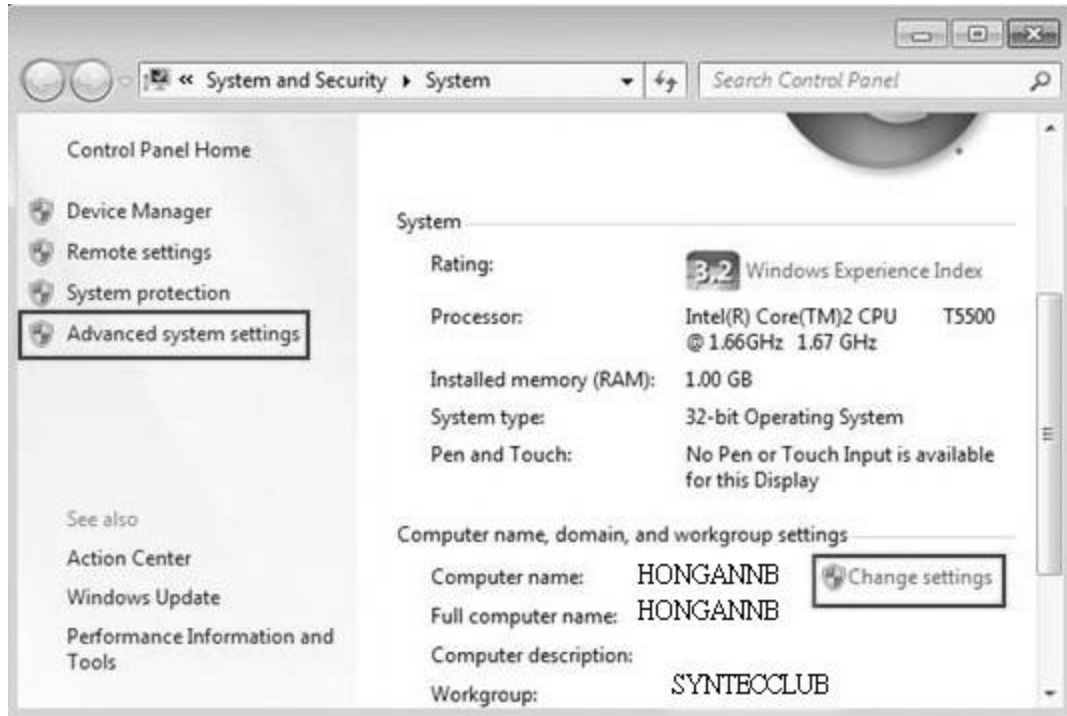 « System and Security ▸ System
Search Control Panel
Control Panel Home
Device Manager
Remote settings
System protection
Advanced system settings
See also
Action Center
Windows Update
Performance Information and
Tools
System
Rating: 3,2 Windows Experience Index
Processor: Intel(R) Core(TM)2 CPU T5500
@ 1.66GHz 1.67 GHz
Installed memory (RAM): 1.00 GB
System type: 32-bit Operating System
Pen and Touch: No Pen or Touch Input is available
for this Display
Computer name, domain, and workgroup settings
Computer name: HONGANNB Change settings
Full computer name: HONGANNB
Computer description:
Workgroup: SYNTECCLUB